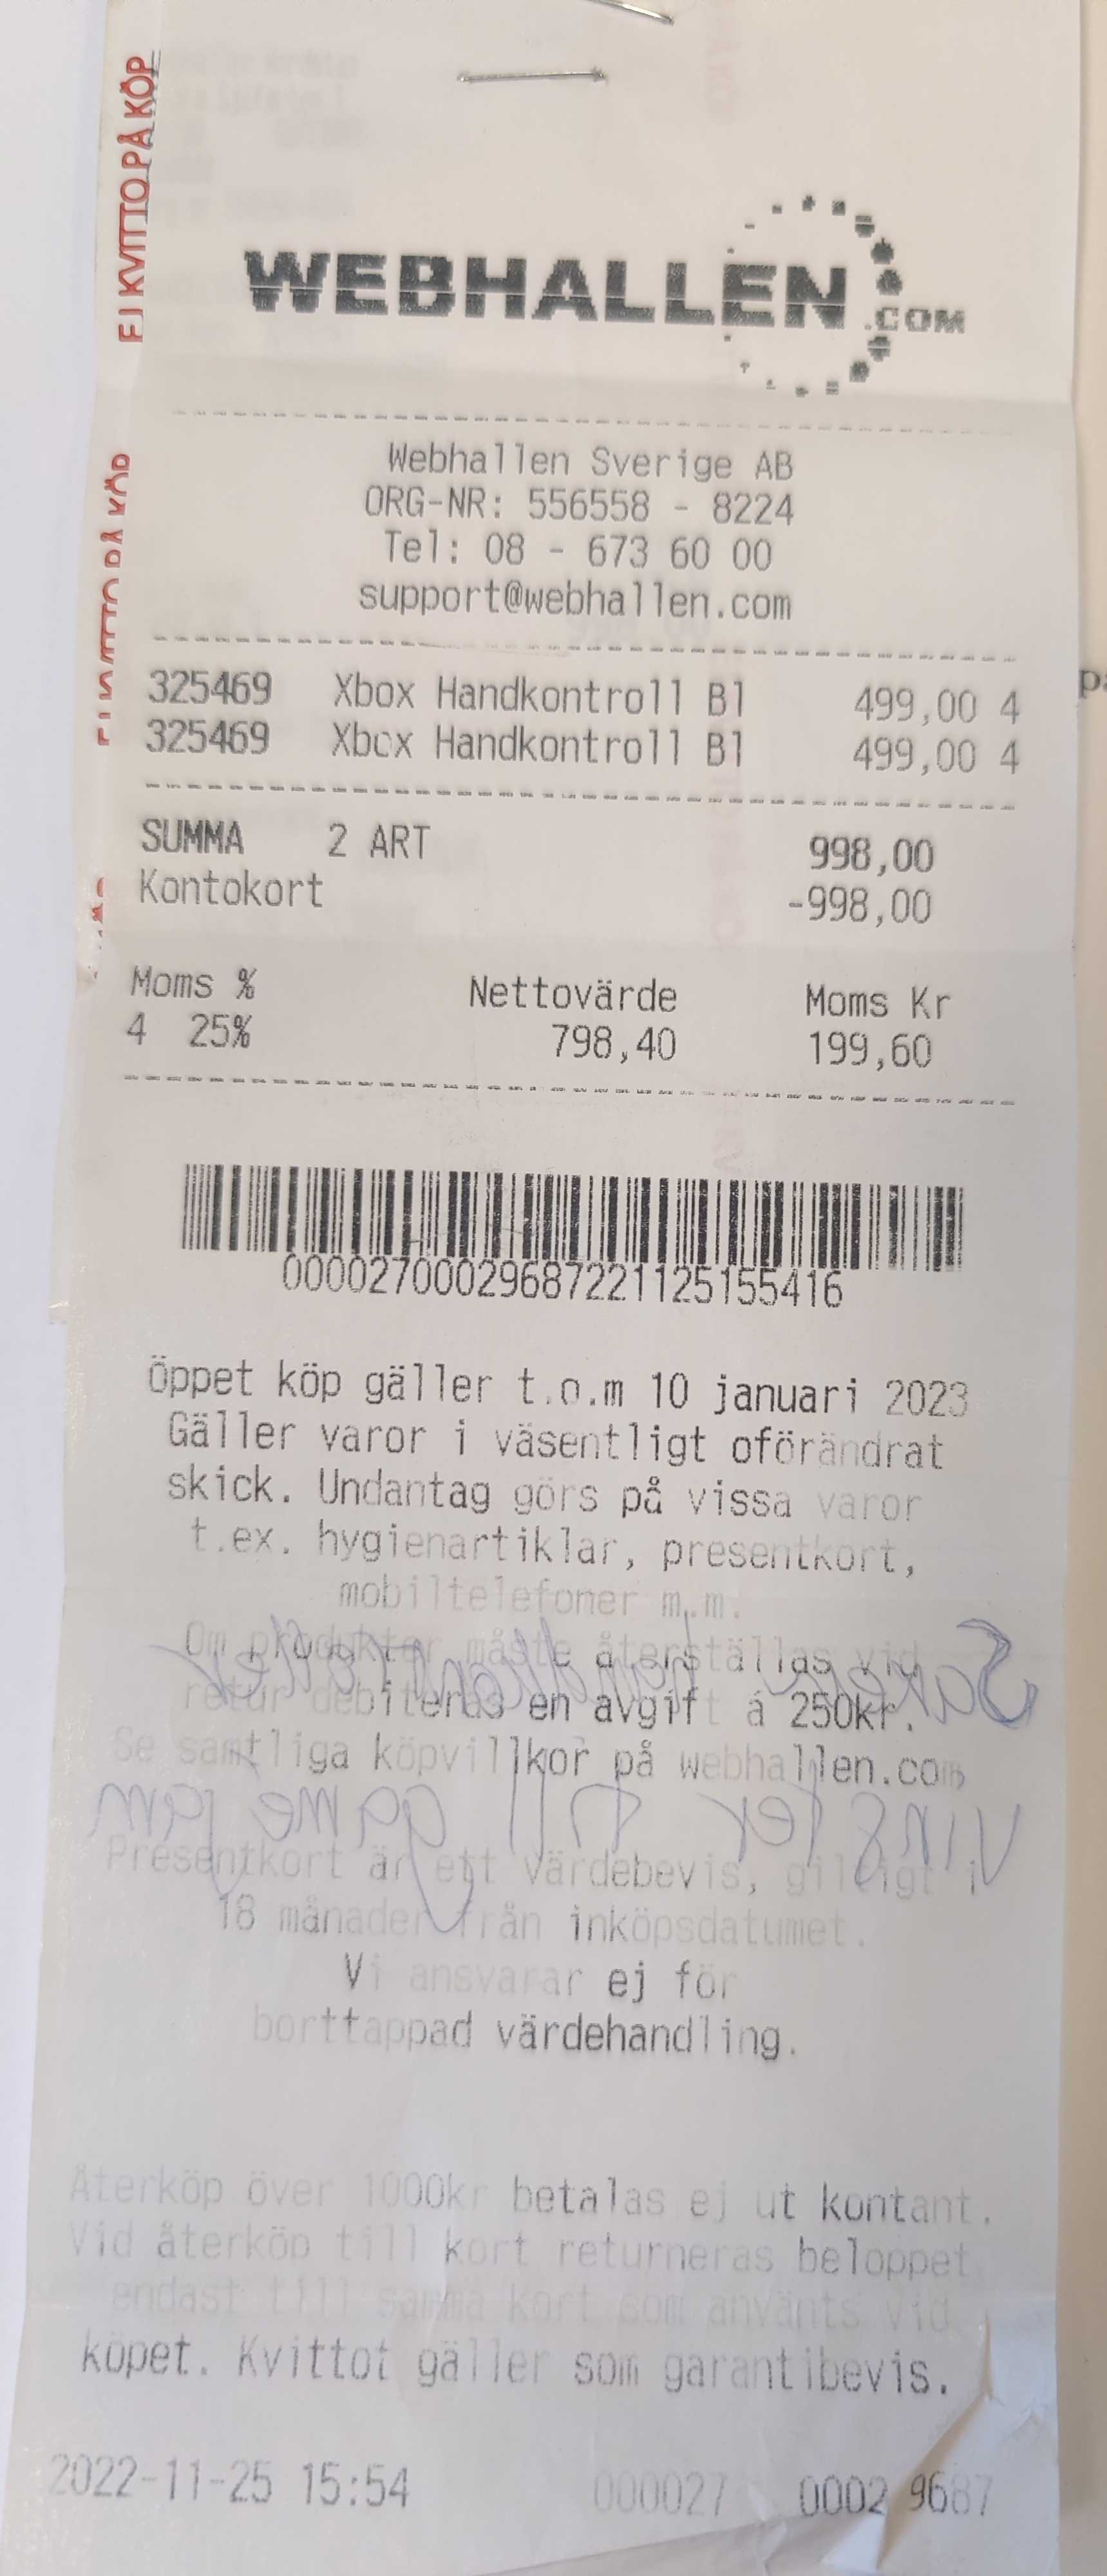 EJ KVITTO PÅ KÖP
WEBHALLEN
.COM
Webhallen Sverige AB
ORG-NR: 556558 - 8224
Tel: 08 - 673 60 00
support@webhallen.com
325469 Xbox Handkontroll Bl 499,00 4
325469 Xbox Handkontroll Bl 499,00 4
SUMMA 2 ART 998,00
Kontokort -998,00
Moms % Nettovärde Moms Kr
4 25% 798,40 199,60
0000270002968722112515​5416
Öppet köp gäller t.o.m 10 januari 2023
Gäller varor i väsentligt oförändrat
skick. Undantag görs på vissa varor
t.ex. hygienartiklar, presentkort,
mobiltelefoner m.m.
Om produkter måste återställas vid
retur debiteras en avgift á 250kr.
Se samtliga köpvillkor på webhallen.com
vinster till gamejam
Presentkort är ett värdebevis, giltigt i
18 månader från inköpsdatumet.
Vi ansvarar ej för
borttappad värdehandling.
Återköp över 1000kr betalas ej ut kontant.
Vid återköp till kort returneras beloppet
endast till samma kort som använts vid
köpet. Kvittot gäller som garantibevis.
2022-11-25 15:54 000027 0002 9687